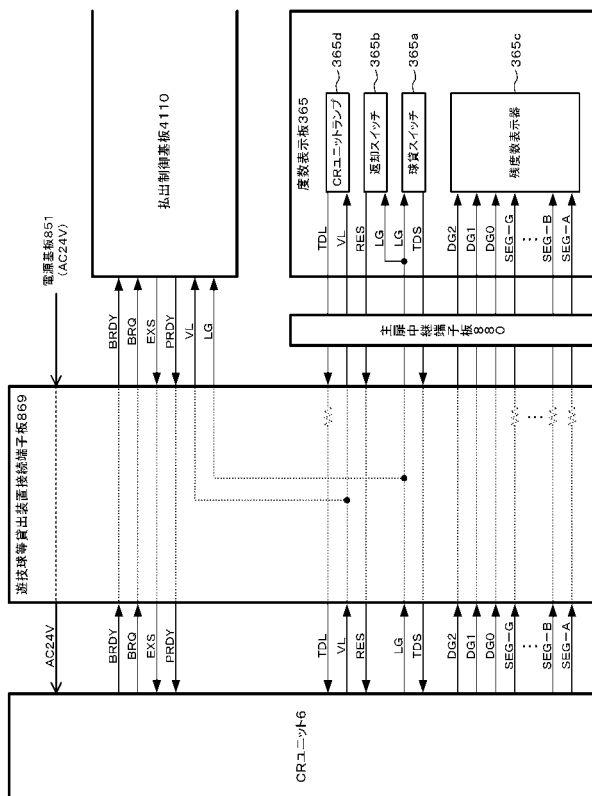 電源基板851
(AC24V)
払出制御基板4110
度数表示板365
CRユニットランプ
365d
返却スイッチ
365b
球貸スイッチ
365a
残度数表示器
365c
BRDY
BRQ
EXS
PRDY
VL
LG
TDL
VL
RES
LG
LG
TDS
DG2
DG1
DG0
SEG-G
⋮
SEG-B
SEG-A
主扉中継端子板880
遊技球等貸出装置接続端子板869
AC24V
BRDY
BRQ
EXS
PRDY
TDL
VL
RES
LG
TDS
DG2
DG1
DG0
SEG-G
⋮
SEG-B
SEG-A
CRユニット6